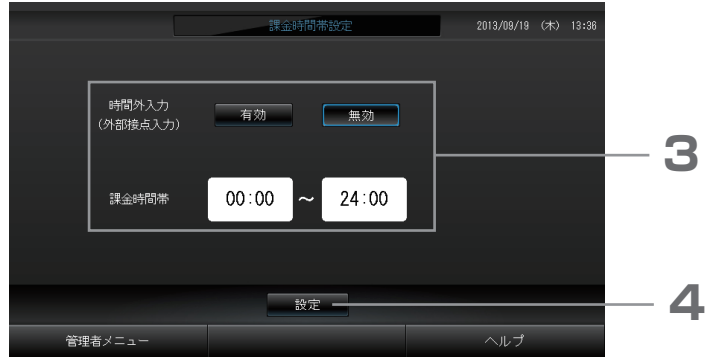 課金時間帯設定 2013/09/19 (木) 13:36
時間外入力
(外部接点入力)
有効 無効
3
課金時間帯 00:00 ~ 24:00
設定
4
管理者メニュー ヘルプ